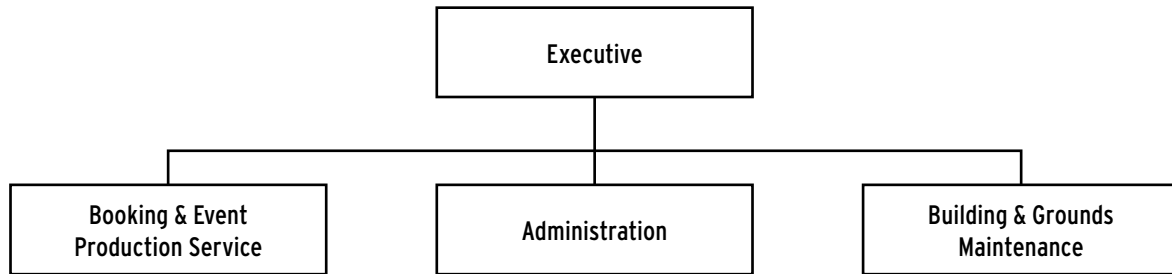 Executive
Booking & Event
Production Service
Administration
Building & Grounds
Maintenance